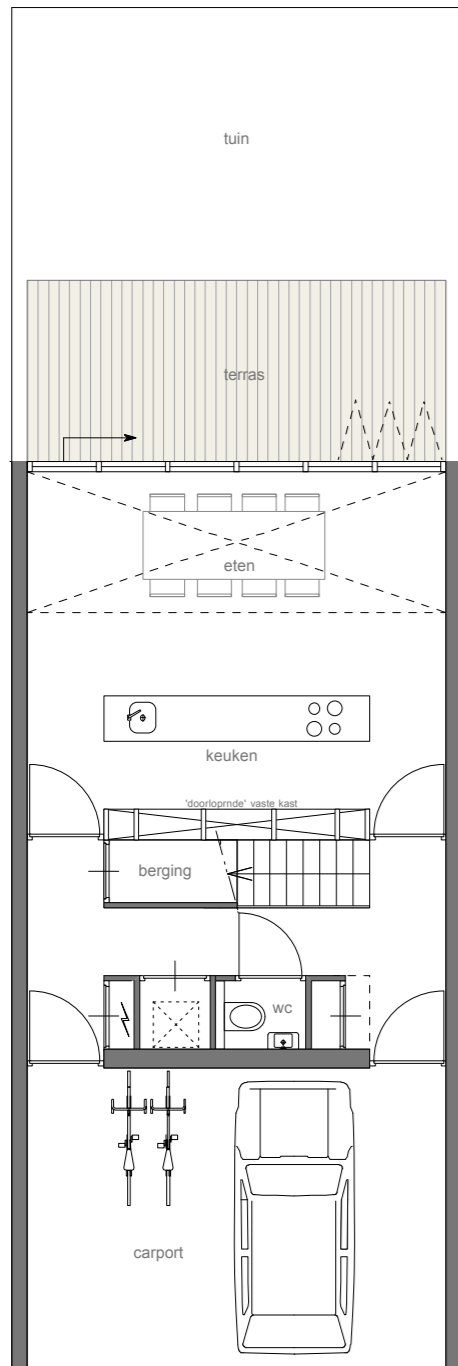 tuin
terras
eten
keuken
'doorloprnde' vaste kast
berging
wc
carport